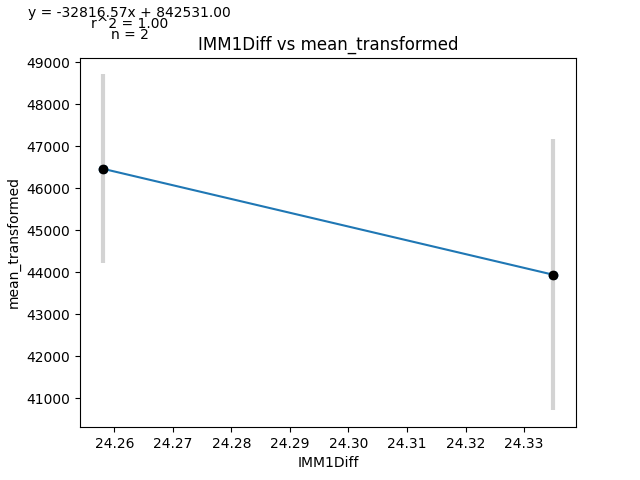 y = -32816.57x + 842531.00
r^2 = 1.00
n = 2
IMM1Diff vs mean_transformed
49000
48000
47000
46000
45000
44000
43000
42000
41000
mean_transformed
24.26 24.27 24.28 24.29 24.30 24.31 24.32 24.33
IMM1Diff